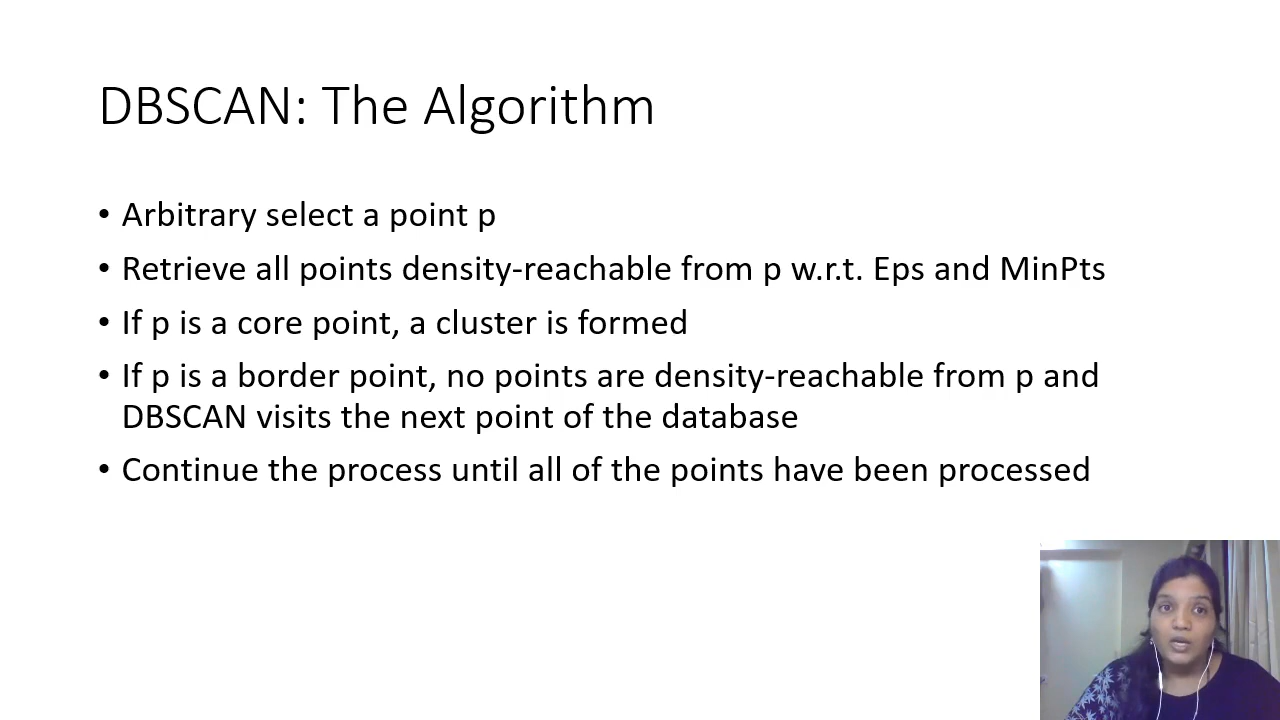 DBSCAN: The Algorithm
• Arbitrary select a point p
• Retrieve all points density-reachable from p w.r.t. Eps and MinPts
• If p is a core point, a cluster is formed
• If p is a border point, no points are density-reachable from p and
DBSCAN visits the next point of the database
• Continue the process until all of the points have been processed